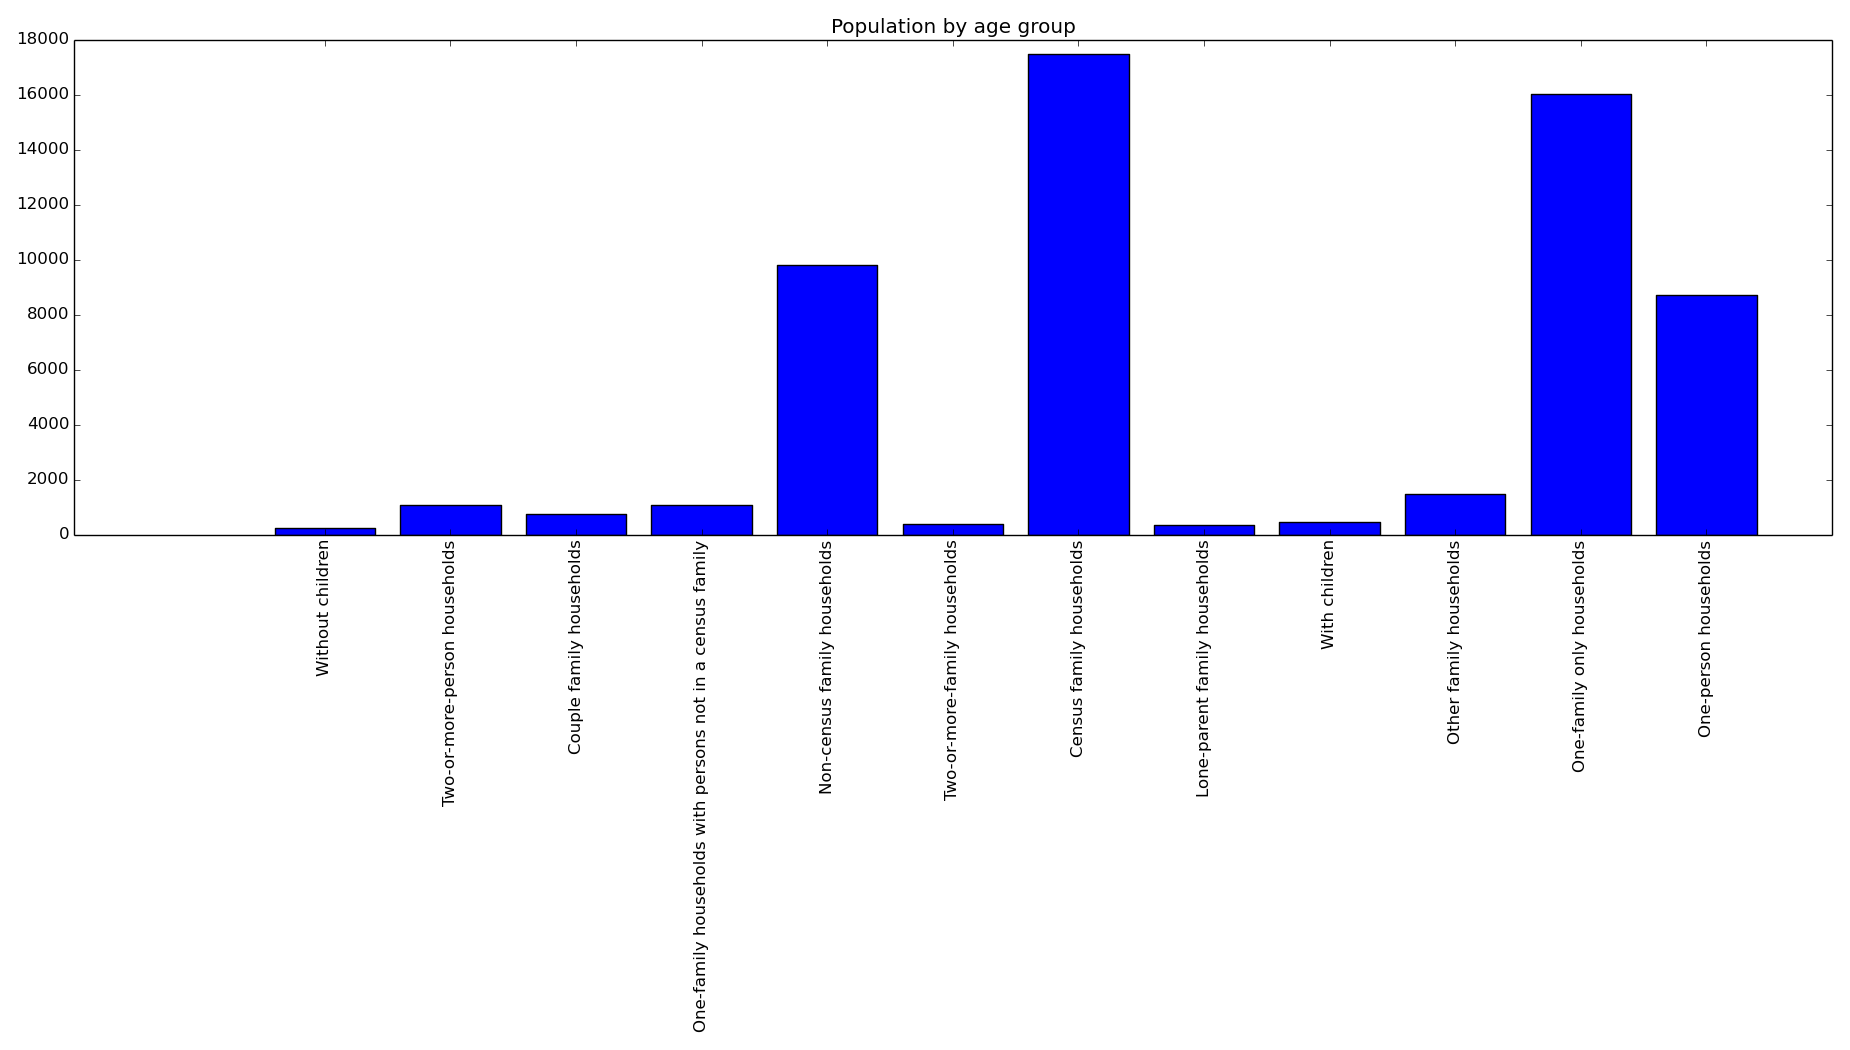 Population by age group
18000
16000
14000
12000
10000
8000
6000
4000
2000
0
Without children
Two-or-more-person households
Couple family households
One-family households with persons not in a census family
Non-census family households
Two-or-more-family households
Census family households
Lone-parent family households
With children
Other family households
One-family only households
One-person households